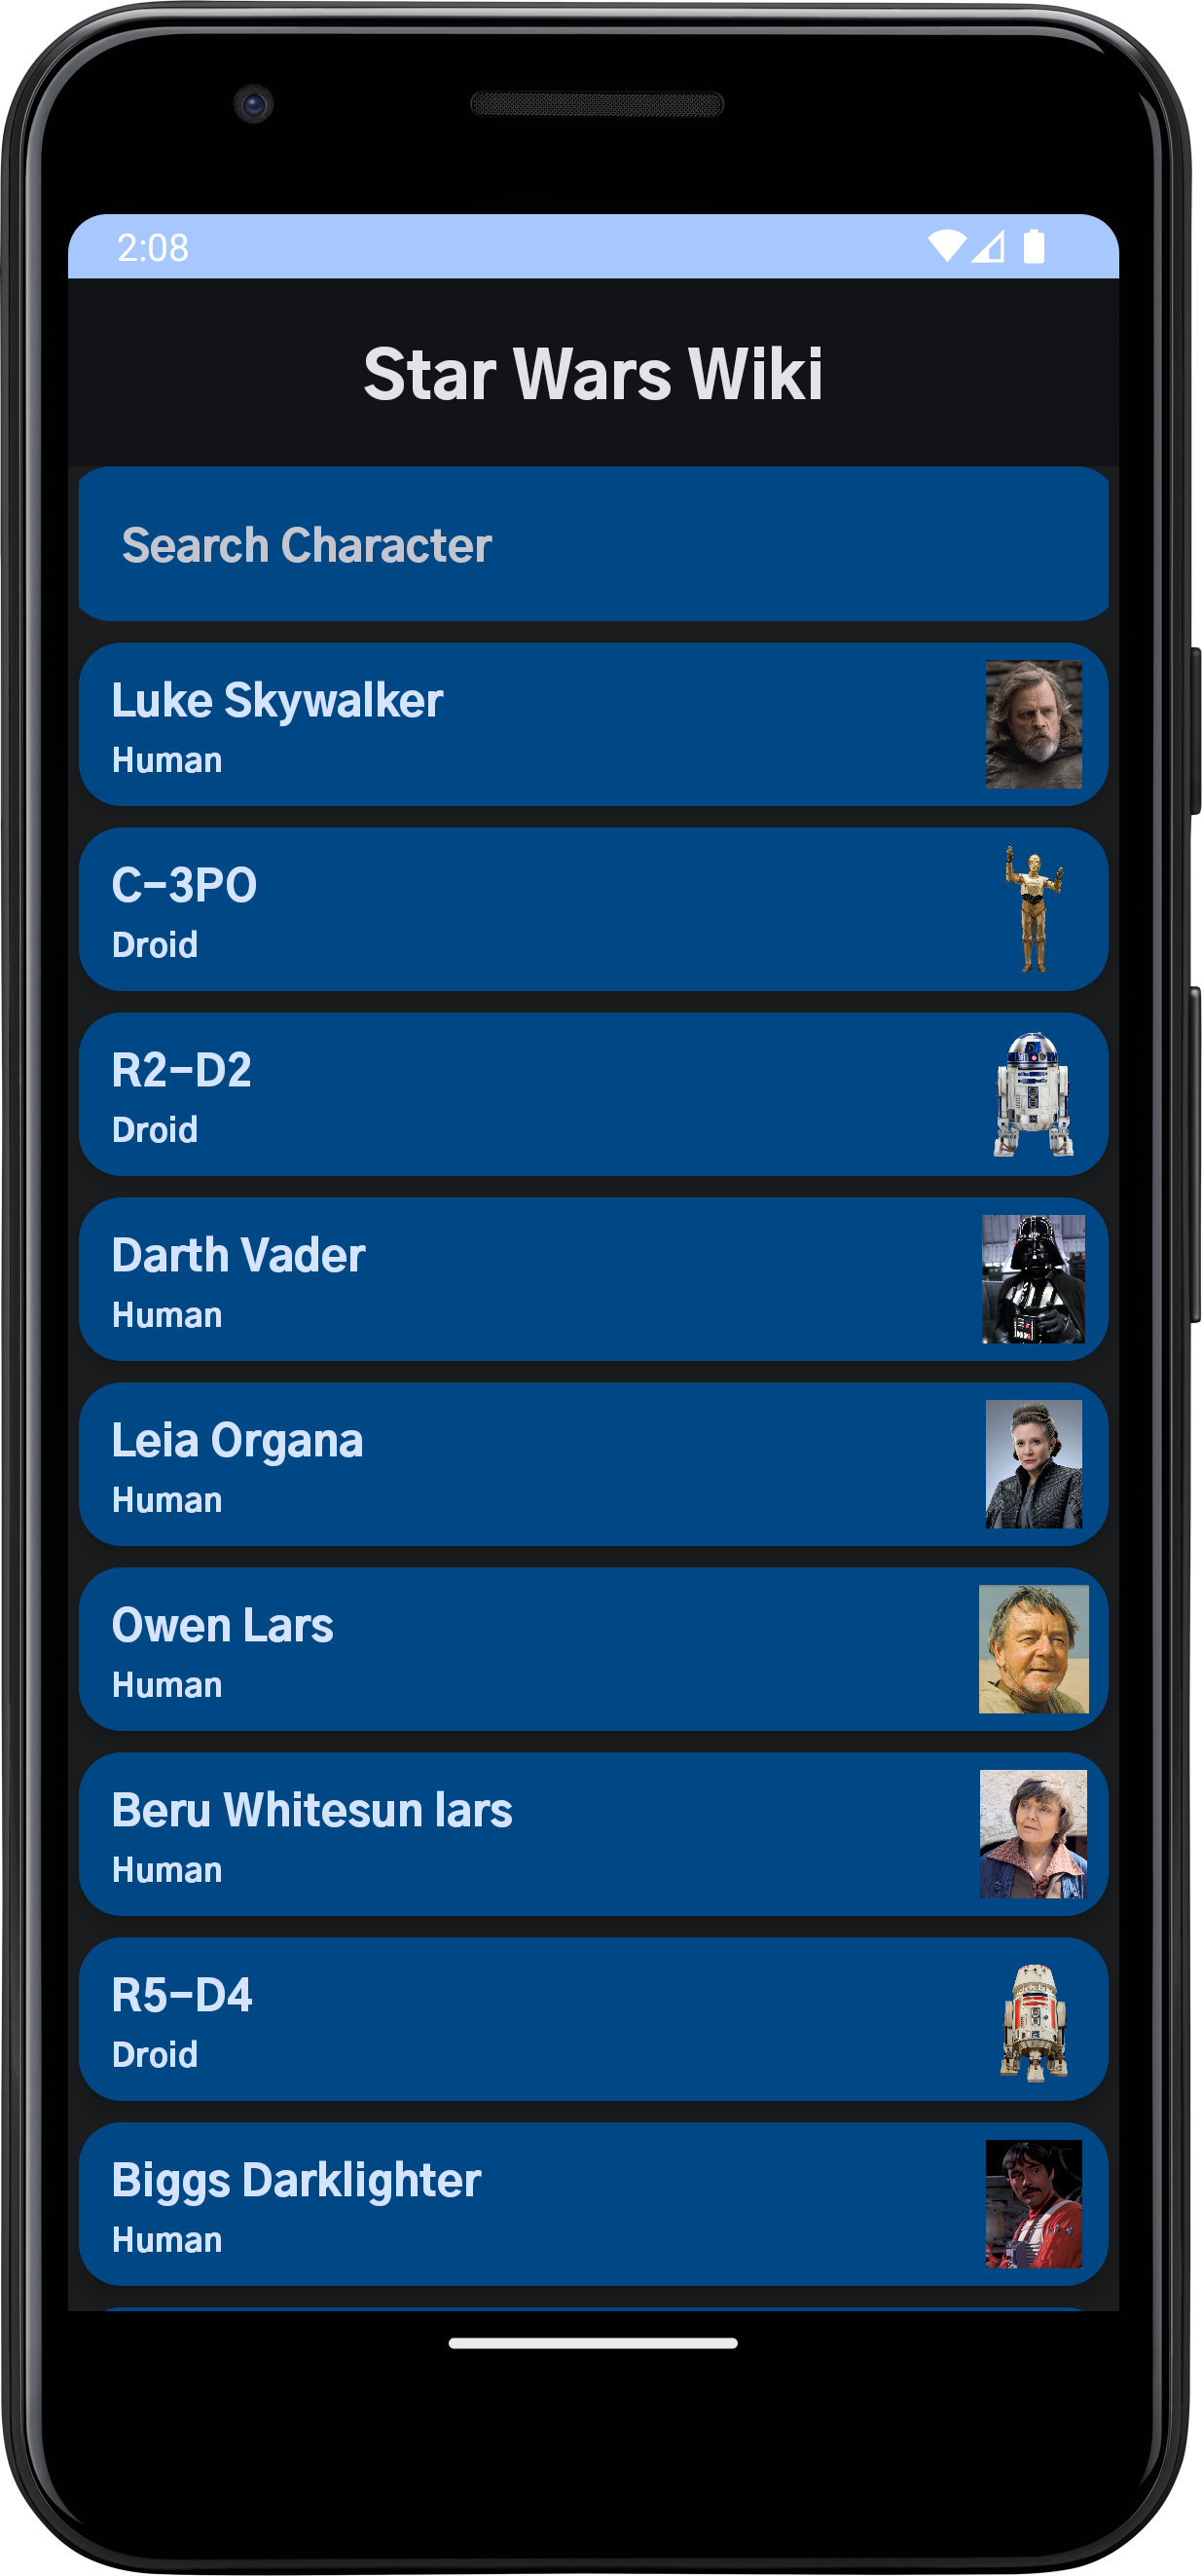 2:08
Star Wars Wiki
Search Character
Luke Skywalker
Human
C-3PO
Droid
R2-D2
Droid
Darth Vader
Human
Leia Organa
Human
Owen Lars
Human
Beru Whitesun lars
Human
R5-D4
Droid
Biggs Darklighter
Human